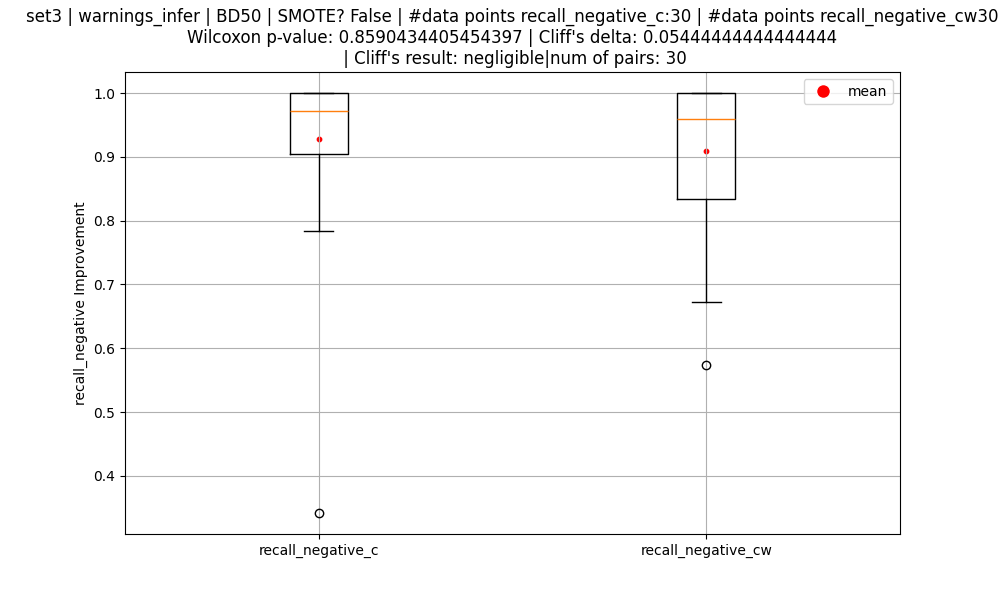 set3 | warnings_infer | BD50 | SMOTE? False | #data points recall_negative_c:30 | #data points recall_negative_cw30
Wilcoxon p-value: 0.8590434405454397 | Cliff's delta: 0.05444444444444444
| Cliff's result: negligible|num of pairs: 30
mean
1.0
0.9
0.8
0.7
0.6
0.5
0.4
recall_negative Improvement
recall_negative_c
recall_negative_cw